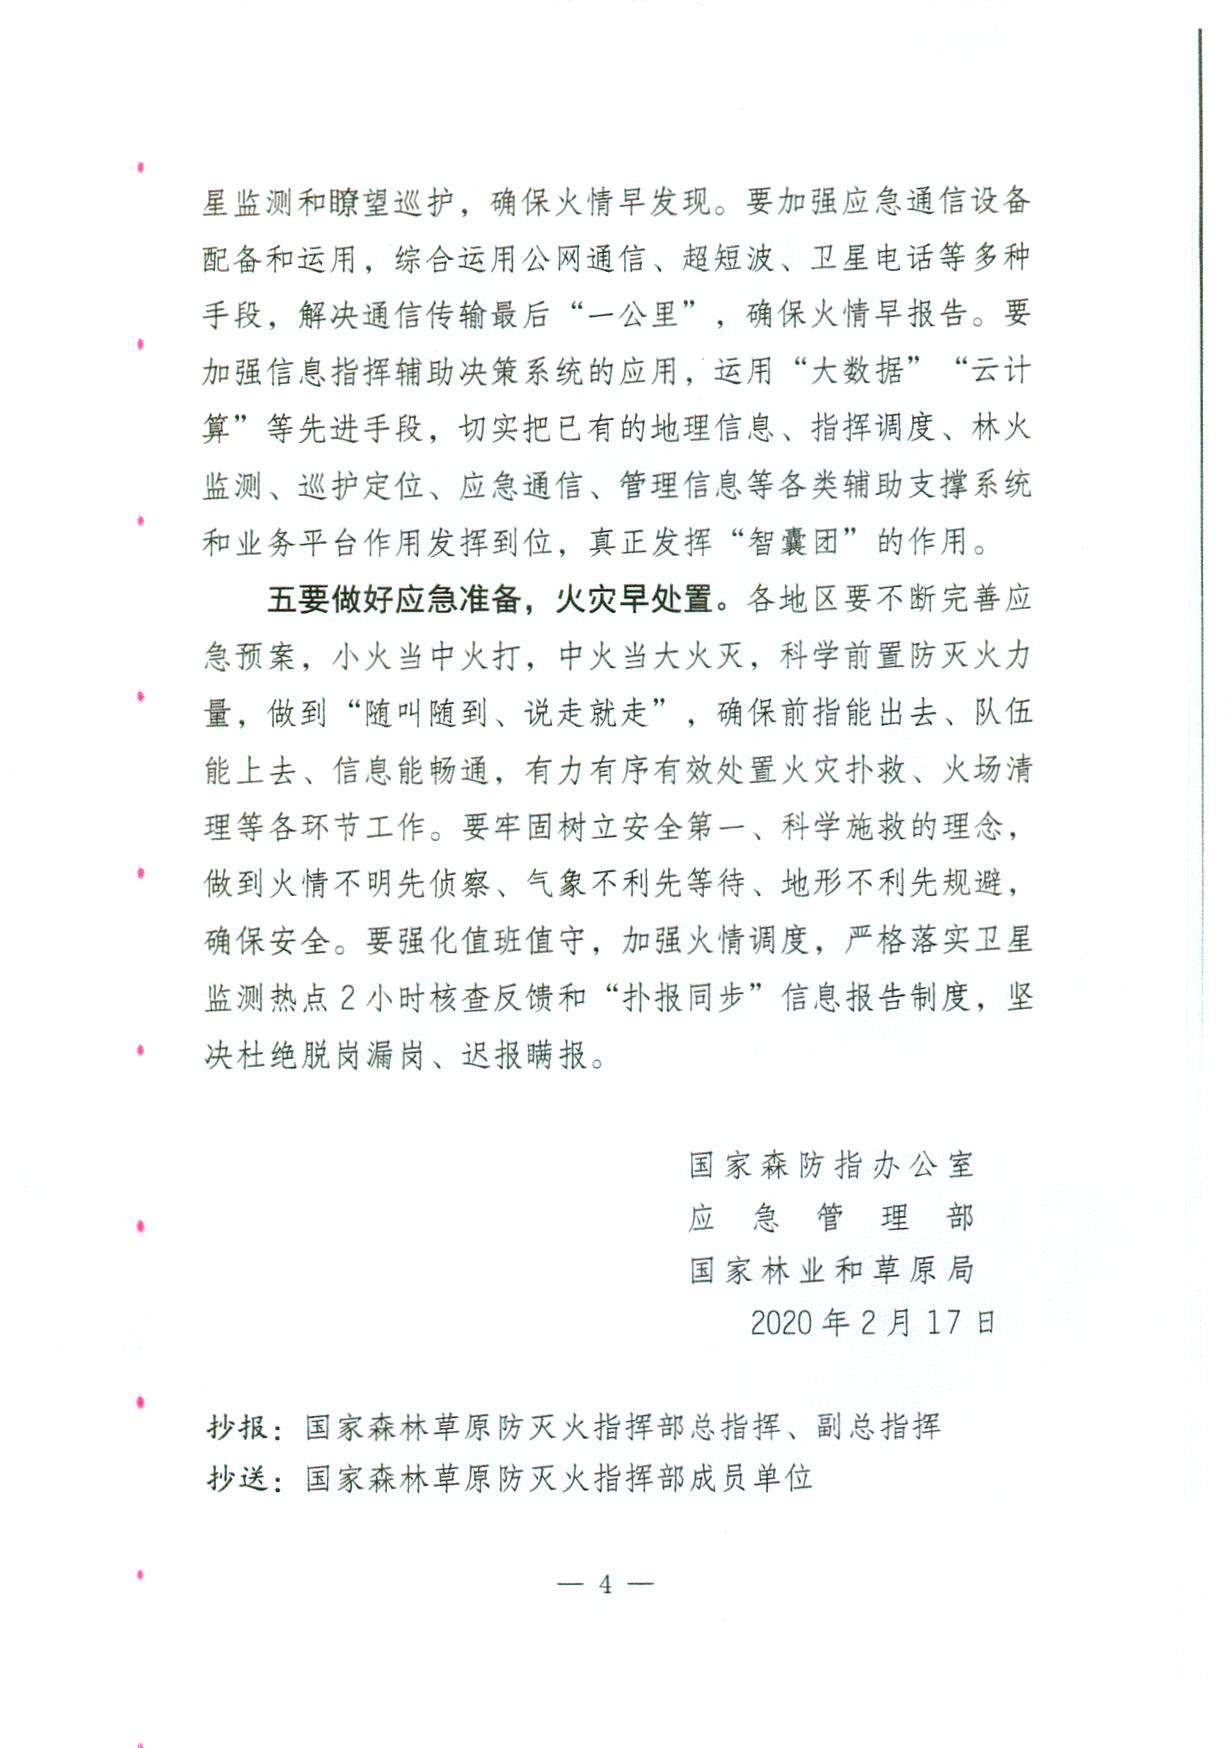 星监测和瞭望巡护，确保火情早发现。要加强应急通信设备
配备和运用，综合运用公网通信、超短波、卫星电话等多种
手段，解决通信传输最后“一公里”，确保火情早报告。要
加强信息指挥辅助决策系统的应用，运用“大数据”“云计
算”等先进手段，切实把已有的地理信息、指挥调度、林火
监测、巡护定位、应急通信、管理信息等各类辅助支撑系统
和业务平台作用发挥到位，真正发挥“智囊团”的作用。
五要做好应急准备，火灾早处置。各地区要不断完善应
急预案，小火当中火打，中火当大火灭，科学前置防灭火力
量，做到“随叫随到、说走就走”，确保前指能出去、队伍
能上去、信息能畅通，有力有序有效处置火灾扑救、火场清
理等各环节工作。要牢固树立安全第一、科学施救的理念，
做到火情不明先侦察、气象不利先等待、地形不利先规避，
确保安全。要强化值班值守，加强火情调度，严格落实卫星
监测热点2小时核查反馈和“扑报同步”信息报告制度，坚
决杜绝脱岗漏岗、迟报瞒报。
国家森防指办公室
应急管理部
国家林业和草原局
2020年2月17日
抄报：国家森林草原防灭火指挥部总指挥、副总指挥
抄送：国家森林草原防灭火指挥部成员单位
— 4 —